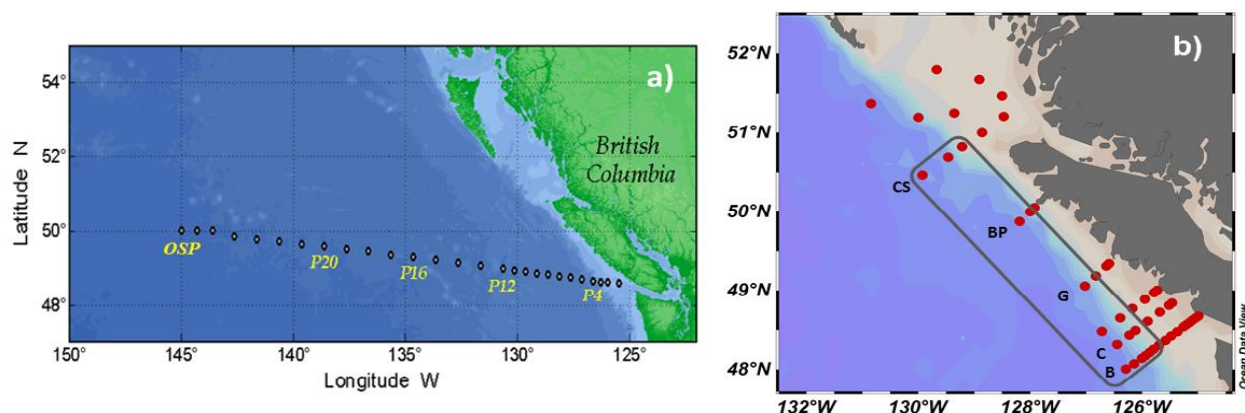 a)
54°
52°
50°
48°
Latitude N
British
Columbia
OSP
P20
P16
P12
P4
150°
145°
140°
135°
130°
125°
Longitude W
b)
52°N
51°N
50°N
49°N
48°N
CS
BP
G
C
B
132°W
130°W
128°W
126°W
Ocean Data View